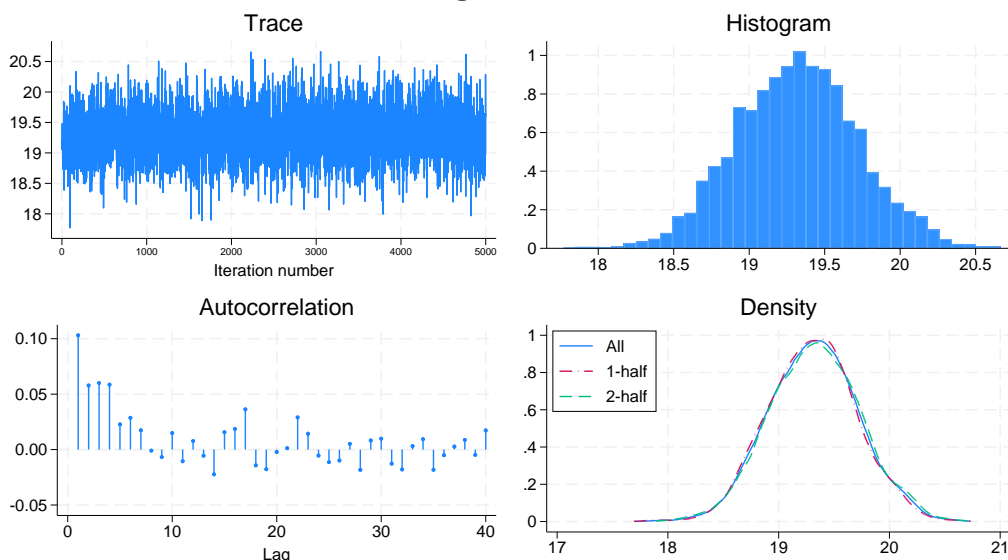 Trace
20.5
20
19.5
19
18.5
18
0 1000 2000 3000 4000 5000
Iteration number
Histogram
1
.8
.6
.4
.2
0
18 18.5 19 19.5 20 20.5
Autocorrelation
0.10
0.05
0.00
-0.05
0 10 20 30 40
Lag
Density
All
1-half
2-half
1
.8
.6
.4
.2
0
17 18 19 20 21